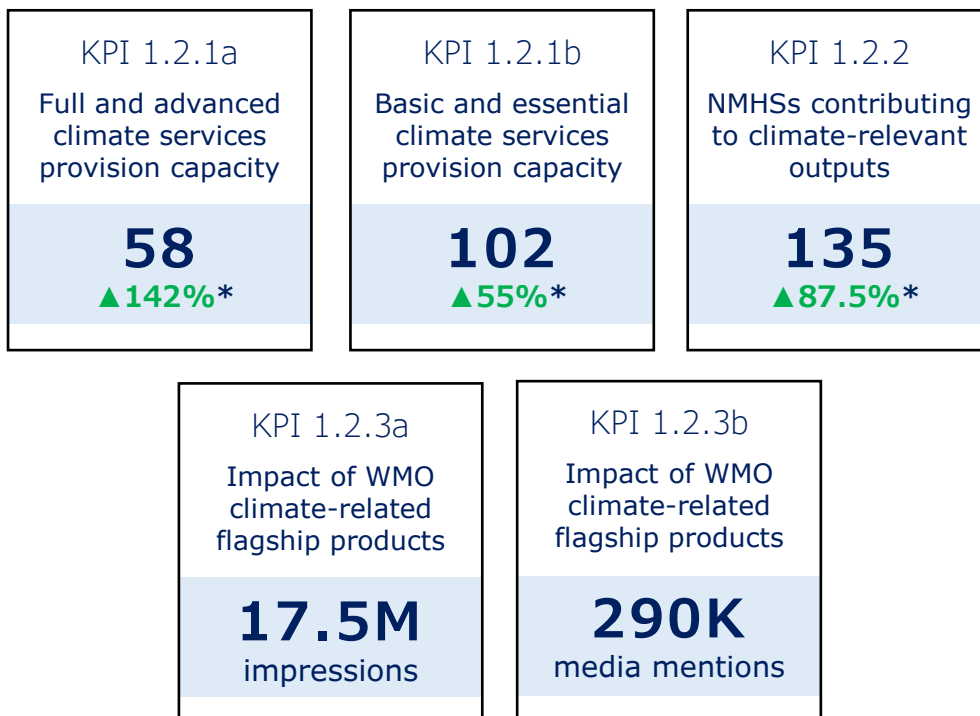 KPI 1.2.1a
Full and advanced
climate services
provision capacity
58
▲142%*
KPI 1.2.1b
Basic and essential
climate services
provision capacity
102
▲55%*
KPI 1.2.2
NMHSs contributing
to climate-relevant
outputs
135
▲87.5%*
KPI 1.2.3a
Impact of WMO
climate-related
flagship products
17.5M
impressions
KPI 1.2.3b
Impact of WMO
climate-related
flagship products
290K
media mentions